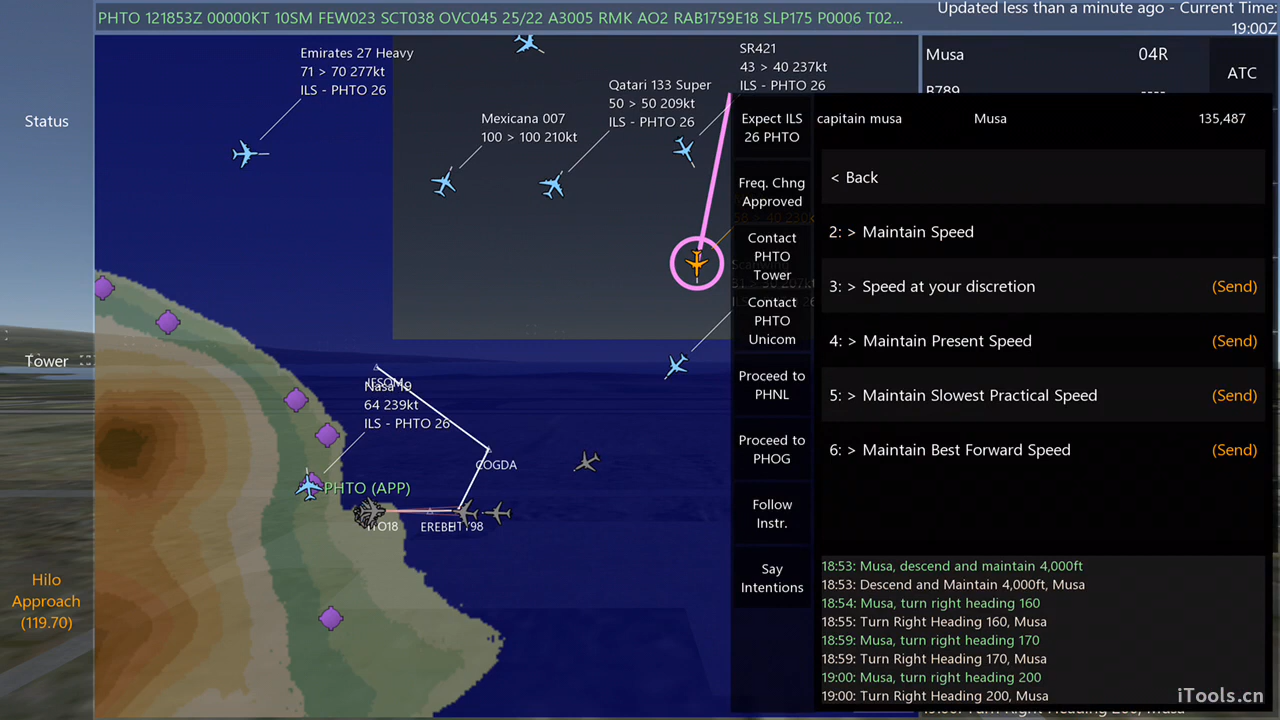 PHTO 121853Z 00000KT 10SM FEW023 SCT038 OVC045 25/22 A3005 RMK AO2 RAB1759E18 SLP175 P0006 T02...
Updated less than a minute ago - Current Time:
19:00Z
Status
Tower
Hilo
Approach
(119.70)
Emirates 27 Heavy
71 > 70 277kt
ILS - PHTO 26
Mexicana 007
100 > 100 210kt
Qatari 133 Super
50 > 50 209kt
ILS - PHTO 26
SR421
43 > 40 237kt
ILS - PHTO 26
Nasa 19
64 239kt
ILS - PHTO 26
COGDA
PHTO (APP)
Musa
04R
B789
----
ATC
Expect ILS
26 PHTO
Freq. Chng
Approved
Contact
PHTO
Tower
Contact
PHTO
Unicom
Proceed to
PHNL
Proceed to
PHOG
Follow
Instr.
Say
Intentions
capitain musa
Musa
135,487
< Back
2: > Maintain Speed
3: > Speed at your discretion (Send)
4: > Maintain Present Speed (Send)
5: > Maintain Slowest Practical Speed (Send)
6: > Maintain Best Forward Speed (Send)
18:53: Musa, descend and maintain 4,000ft
18:53: Descend and Maintain 4,000ft, Musa
18:54: Musa, turn right heading 160
18:55: Turn Right Heading 160, Musa
18:59: Musa, turn right heading 170
18:59: Turn Right Heading 170, Musa
19:00: Musa, turn right heading 200
19:00: Turn Right Heading 200, Musa
iTools.cn